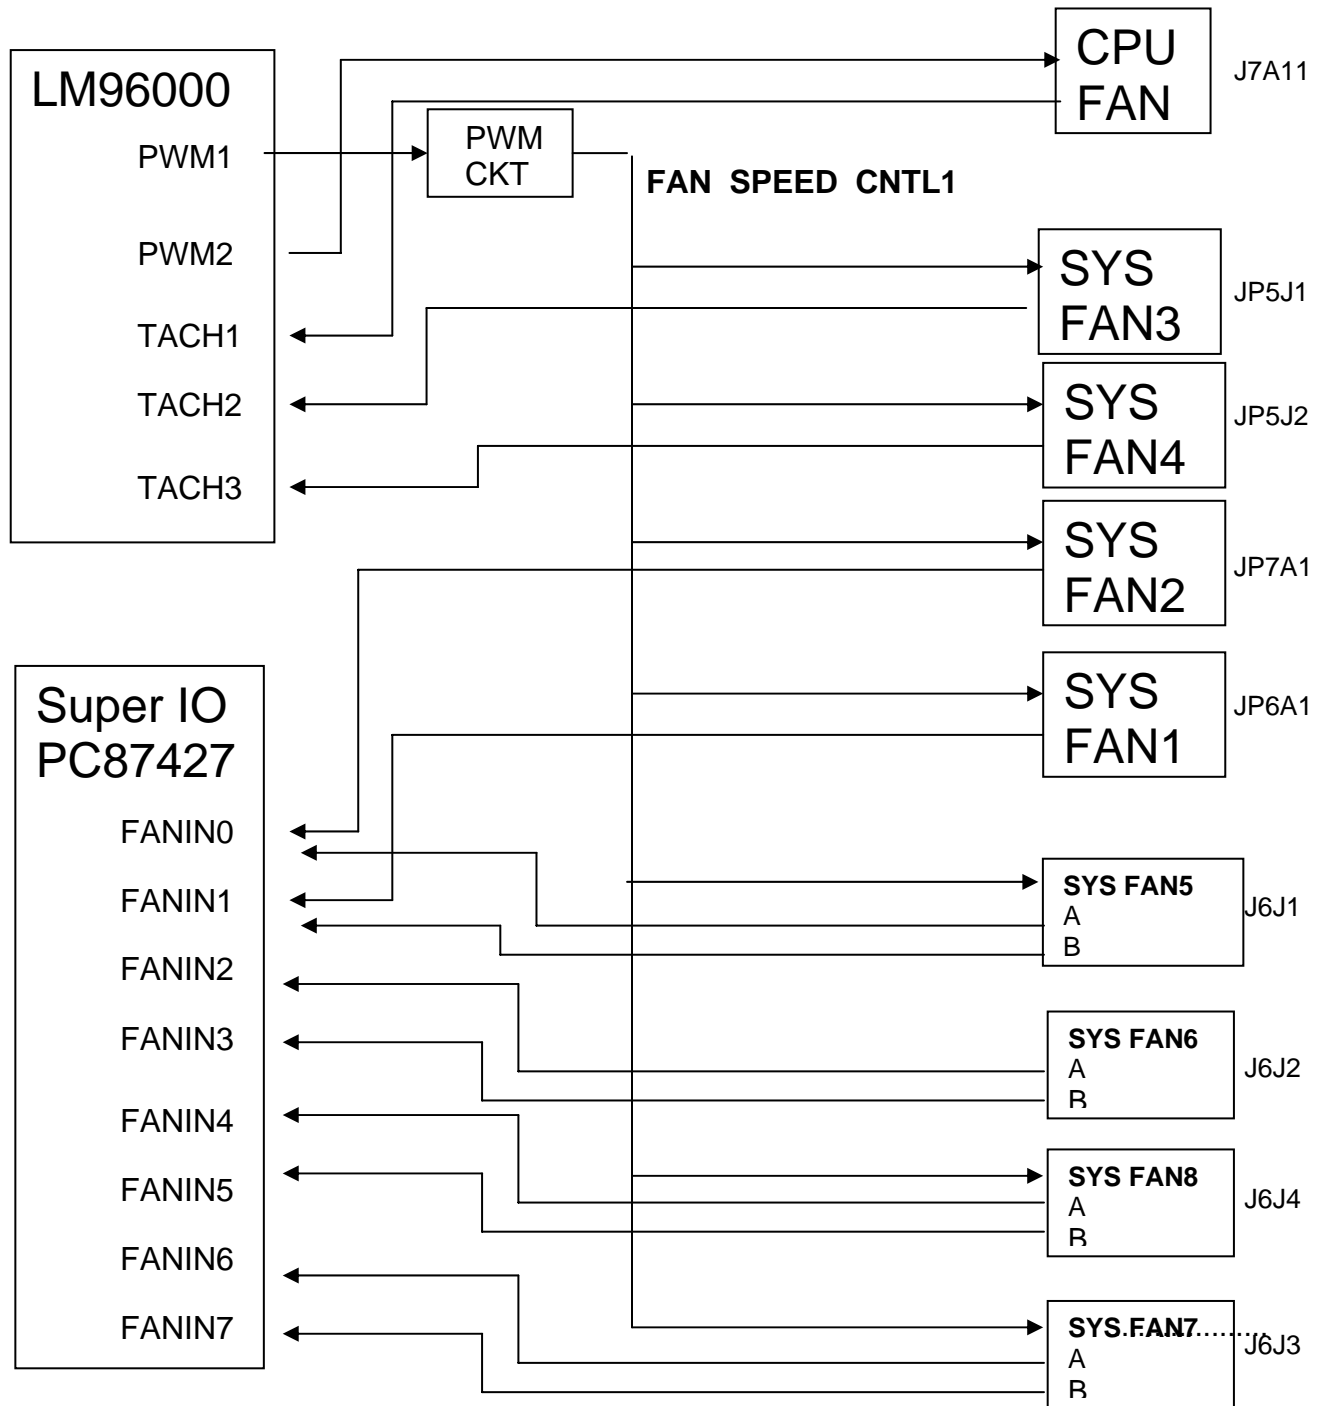 LM96000
PWM1
PWM2
TACH1
TACH2
TACH3
PWM
CKT
FAN SPEED CNTL1
CPU
FAN
J7A11
SYS
FAN3
JP5J1
SYS
FAN4
JP5J2
SYS
FAN2
JP7A1
SYS
FAN1
JP6A1
Super IO
PC87427
FANIN0
FANIN1
FANIN2
FANIN3
FANIN4
FANIN5
FANIN6
FANIN7
SYS FAN5
A
B
J6J1
SYS FAN6
A
B
J6J2
SYS FAN8
A
B
J6J4
SYS FAN7
A
B
J6J3